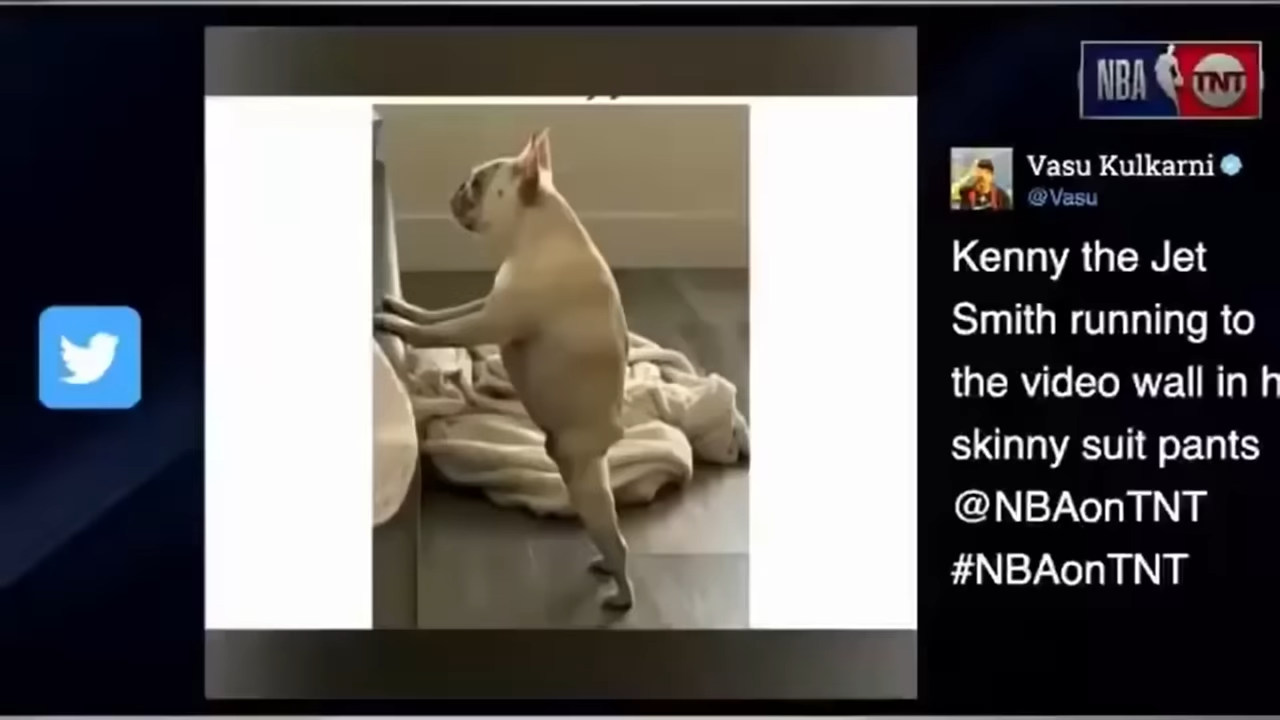 NBA TNT
Vasu Kulkarni
@Vasu
Kenny the Jet
Smith running to
the video wall in h
skinny suit pants
@NBAonTNT
#NBAonTNT